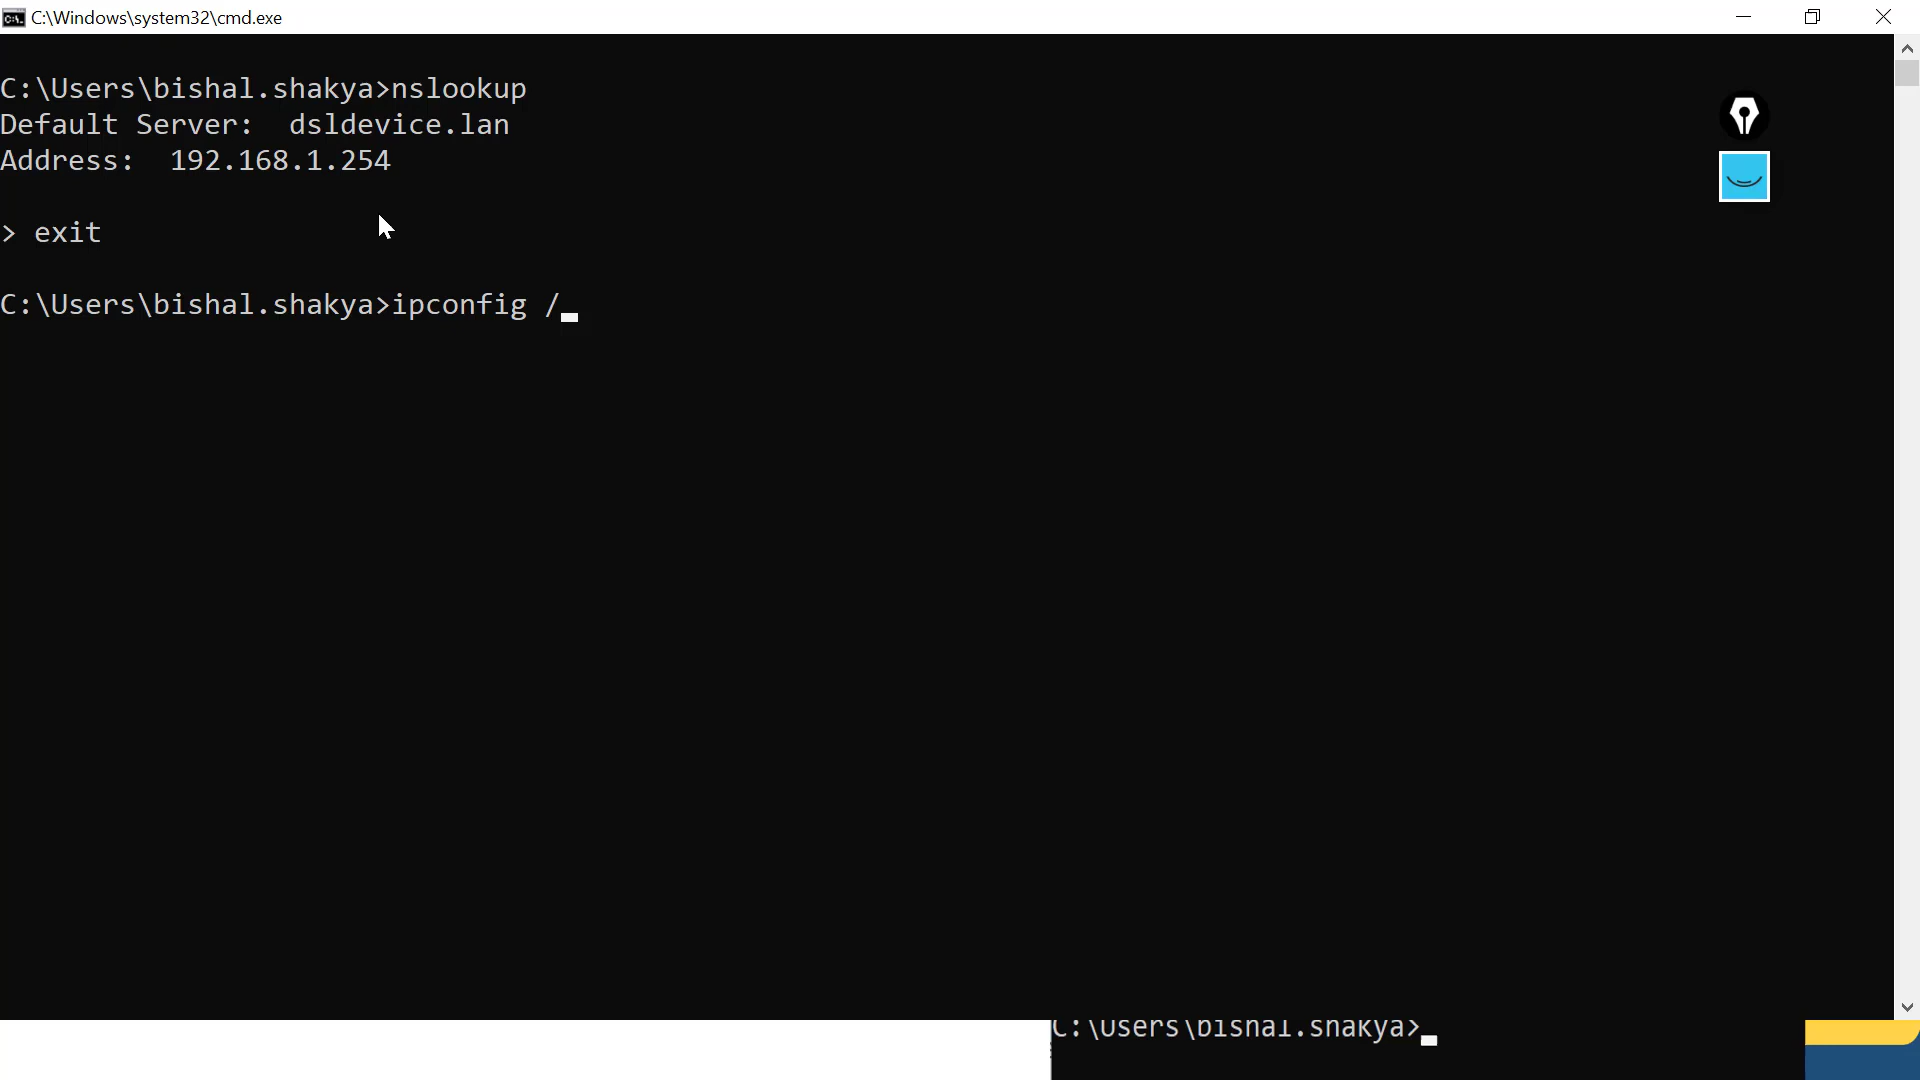 C:\Windows\system32\cmd.exe
C:\Users\bishal.shakya>nslookup
Default Server:  dsldevice.lan
Address:  192.168.1.254
> exit
C:\Users\bishal.shakya>ipconfig /
C:\Users\bishal.shakya>